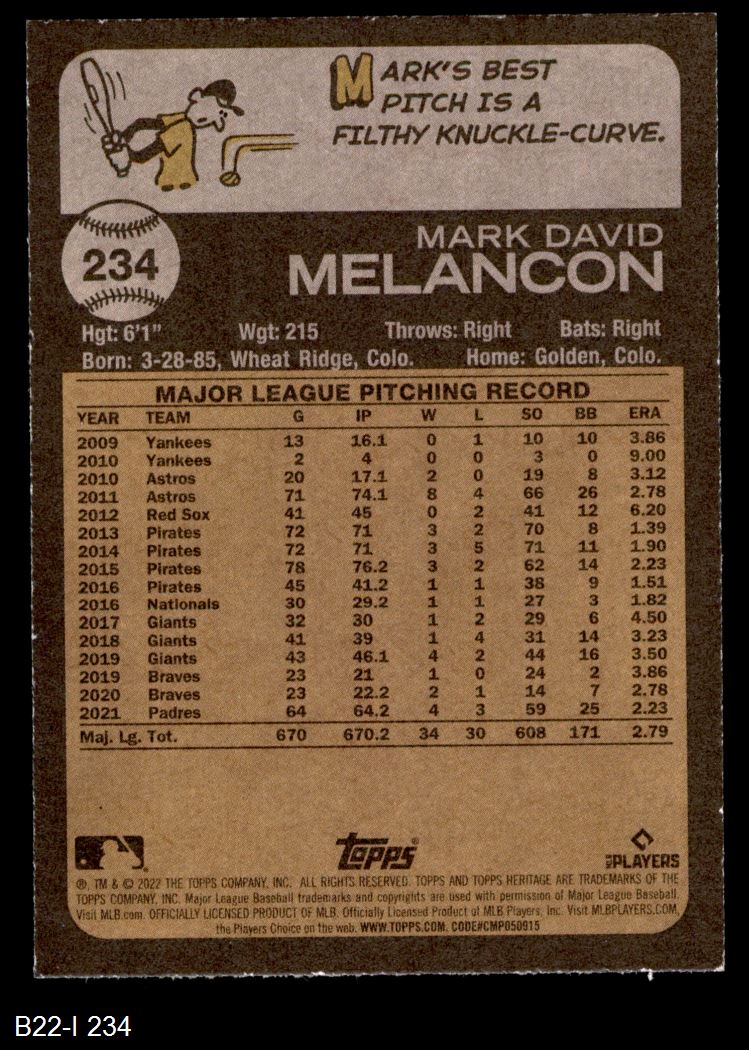 MARK'S BEST
PITCH IS A
FILTHY KNUCKLE-CURVE.
234
MARK DAVID
MELANCON
Hgt: 6'1" Wgt: 215 Throws: Right Bats: Right
Born: 3-28-85, Wheat Ridge, Colo. Home: Golden, Colo.
MAJOR LEAGUE PITCHING RECORD
YEAR TEAM G IP W L SO BB ERA
2009 Yankees 13 16.1 0 1 10 10 3.86
2010 Yankees 2 4 0 0 3 0 9.00
2010 Astros 20 17.1 2 0 19 8 3.12
2011 Astros 71 74.1 8 4 66 26 2.78
2012 Red Sox 41 45 0 2 41 12 6.20
2013 Pirates 72 71 3 2 70 8 1.39
2014 Pirates 72 71 3 5 71 11 1.90
2015 Pirates 78 76.2 3 2 62 14 2.23
2016 Pirates 45 41.2 1 1 38 9 1.51
2016 Nationals 30 29.2 1 1 27 3 1.82
2017 Giants 32 30 1 2 29 6 4.50
2018 Giants 41 39 1 4 31 14 3.23
2019 Giants 43 46.1 4 2 44 16 3.50
2019 Braves 23 21 1 0 24 2 3.86
2020 Braves 23 22.2 2 1 14 7 2.78
2021 Padres 64 64.2 4 3 59 25 2.23
Maj. Lg. Tot. 670 670.2 34 30 608 171 2.79
Topps® MLB PLAYERS
®, TM & © 2022 THE TOPPS COMPANY, INC. ALL RIGHTS RESERVED. TOPPS AND TOPPS HERITAGE ARE TRADEMARKS OF THE
TOPPS COMPANY, INC. Major League Baseball trademarks and copyrights are used with permission of Major League Baseball.
Visit MLB.com. OFFICIALLY LICENSED PRODUCT OF MLB. Officially Licensed Product of MLB Players, Inc. Visit MLBPLAYERS.COM,
the Players Choice on the web. WWW.TOPPS.COM. CODE#CMP050915
B22-I 234